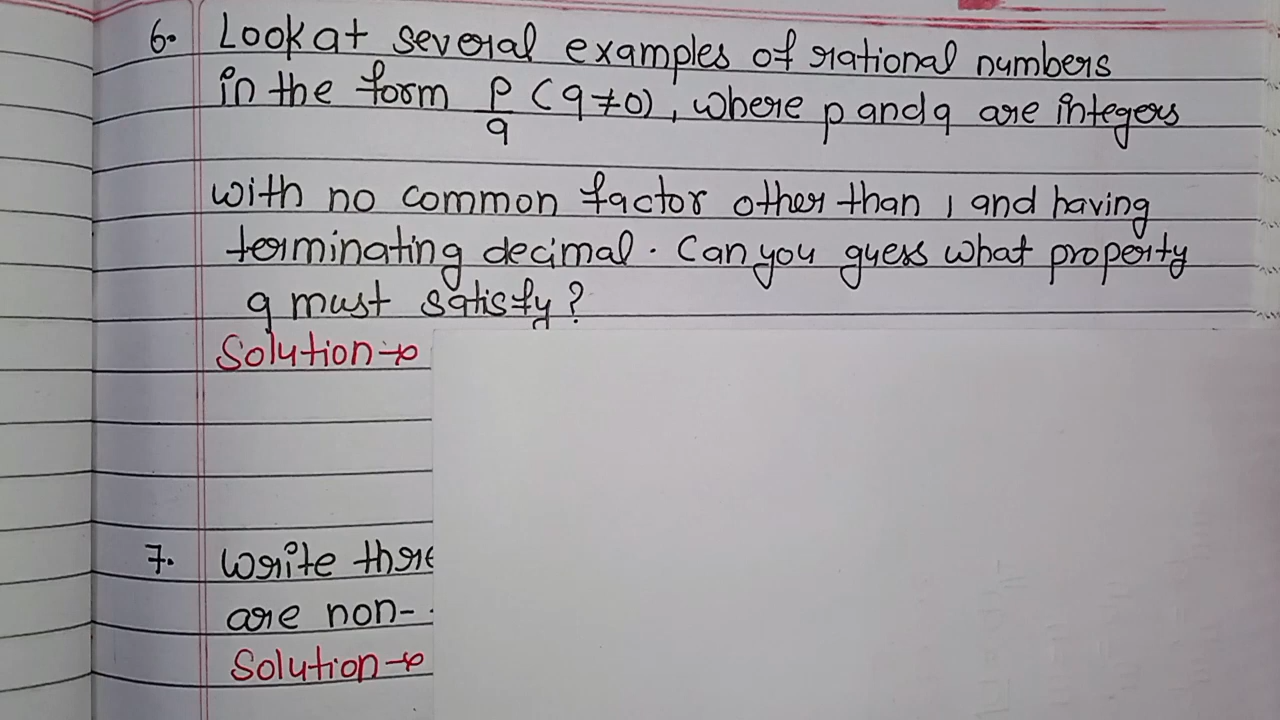 6. Look at several examples of rational numbers
in the form p/q (q≠0), where p and q are integers
with no common factor other than 1 and having
terminating decimal. Can you guess what property
q must satisfy?
Solution→
7. Write thre
are non-
Solution→